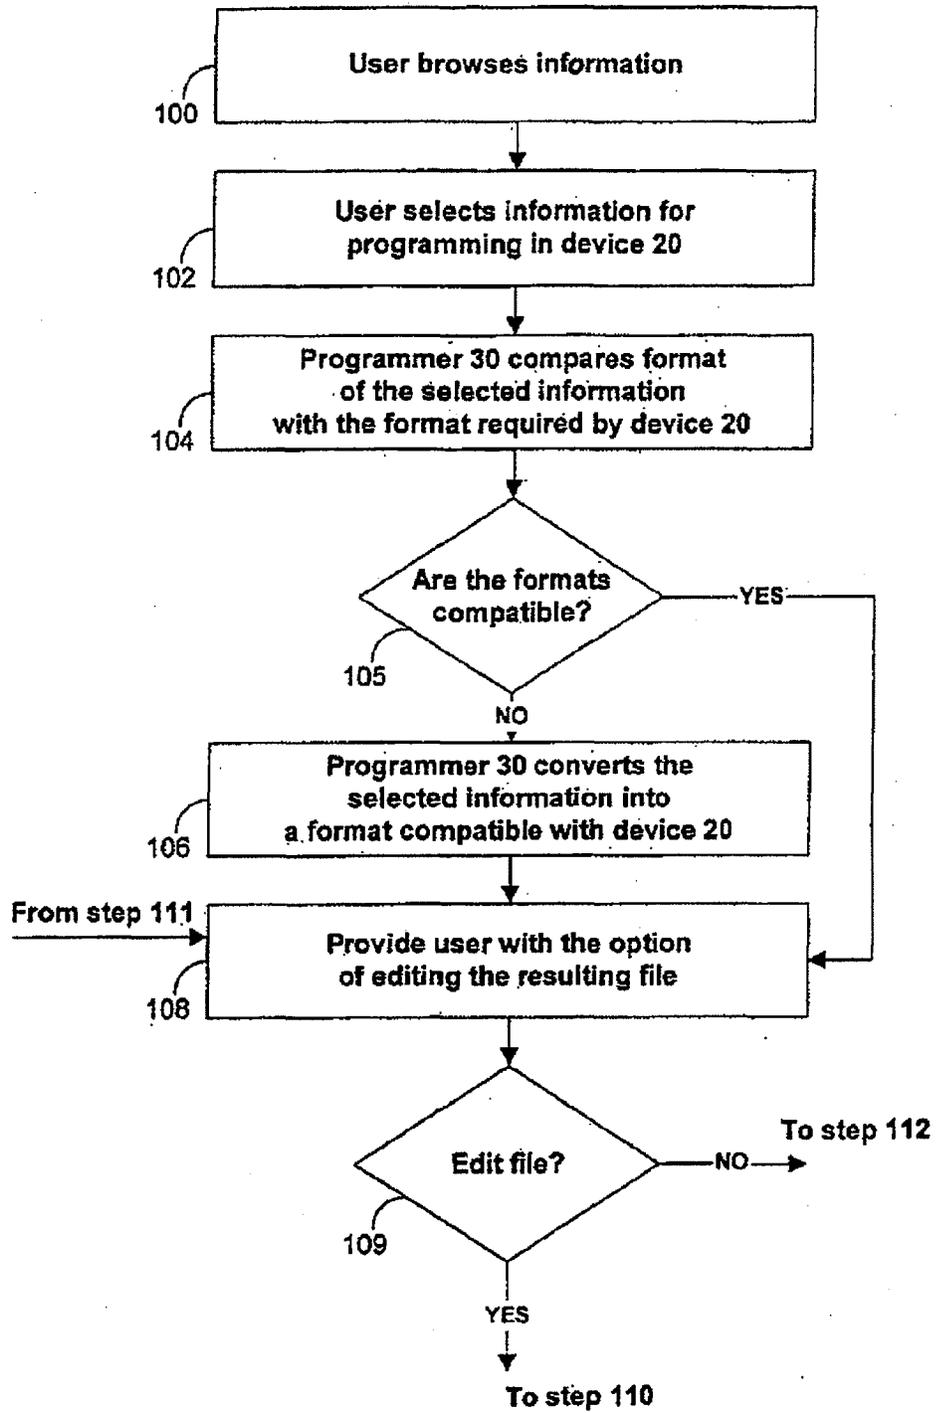 User browses information
100
User selects information for
programming in device 20
102
Programmer 30 compares format
of the selected information
with the format required by device 20
104
Are the formats
compatible?
YES
105
NO
Programmer 30 converts the
selected information into
a format compatible with device 20
106
From step 111
Provide user with the option
of editing the resulting file
108
To step 112
Edit file?
NO
109
YES
To step 110